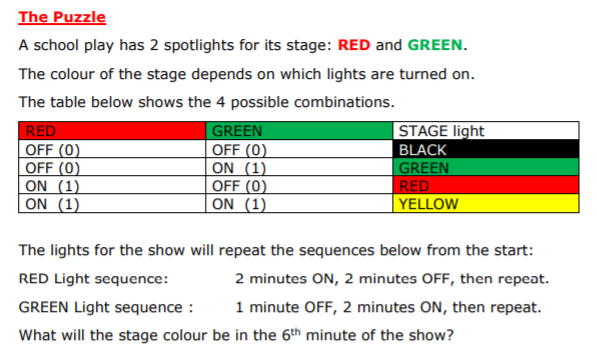 The Puzzle
A school play has 2 spotlights for its stage: RED and GREEN.
The colour of the stage depends on which lights are turned on.
The table below shows the 4 possible combinations.
RED GREEN STAGE light
OFF (0) OFF (0) BLACK
OFF (0) ON (1) GREEN
ON (1) OFF (0) RED
ON (1) ON (1) YELLOW
The lights for the show will repeat the sequences below from the start:
RED Light sequence: 2 minutes ON, 2 minutes OFF, then repeat.
GREEN Light sequence : 1 minute OFF, 2 minutes ON, then repeat.
What will the stage colour be in the 6th minute of the show?